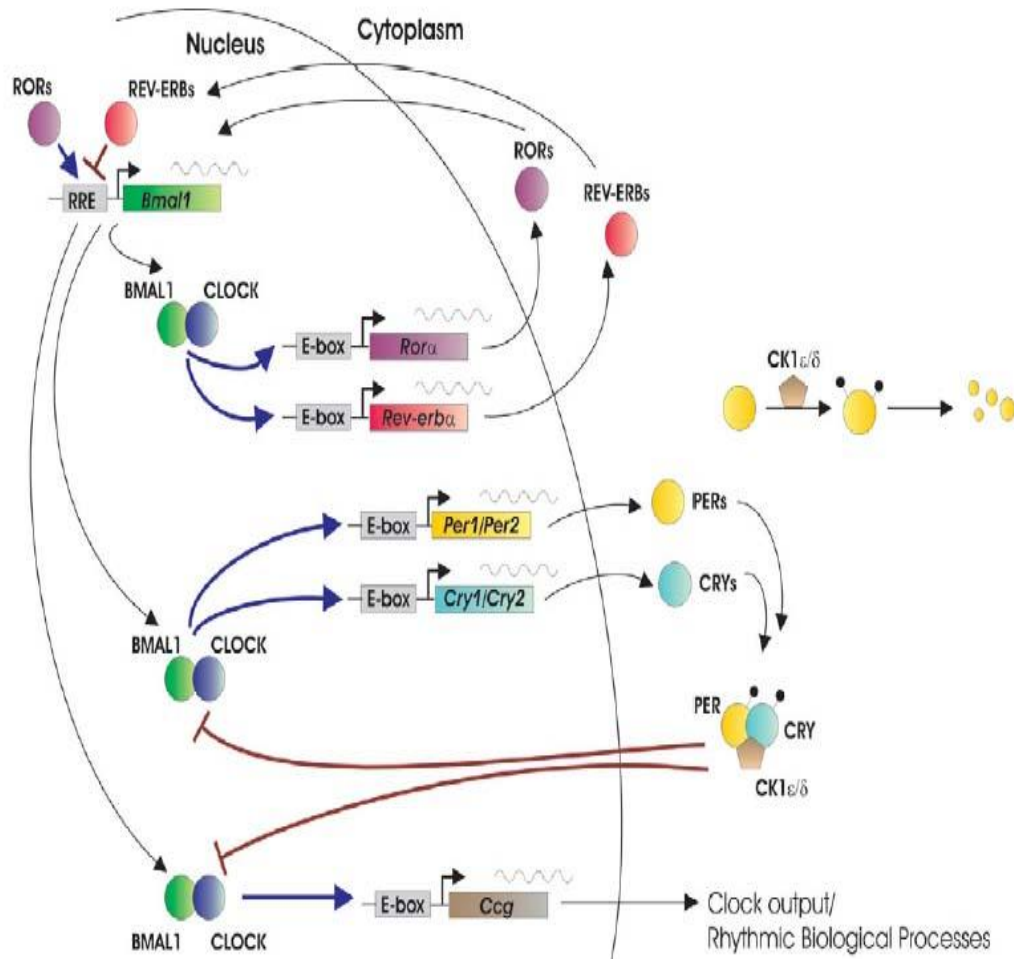 Nucleus
Cytoplasm
RORs
REV-ERBs
RRE
Bmal1
RORs
REV-ERBs
BMAL1
CLOCK
E-box
Rorα
E-box
Rev-erbα
CK1ε/δ
E-box
Per1/Per2
PERs
E-box
Cry1/Cry2
CRYs
BMAL1
CLOCK
PER
CRY
CK1ε/δ
BMAL1
CLOCK
E-box
Ccg
Clock output/
Rhythmic Biological Processes